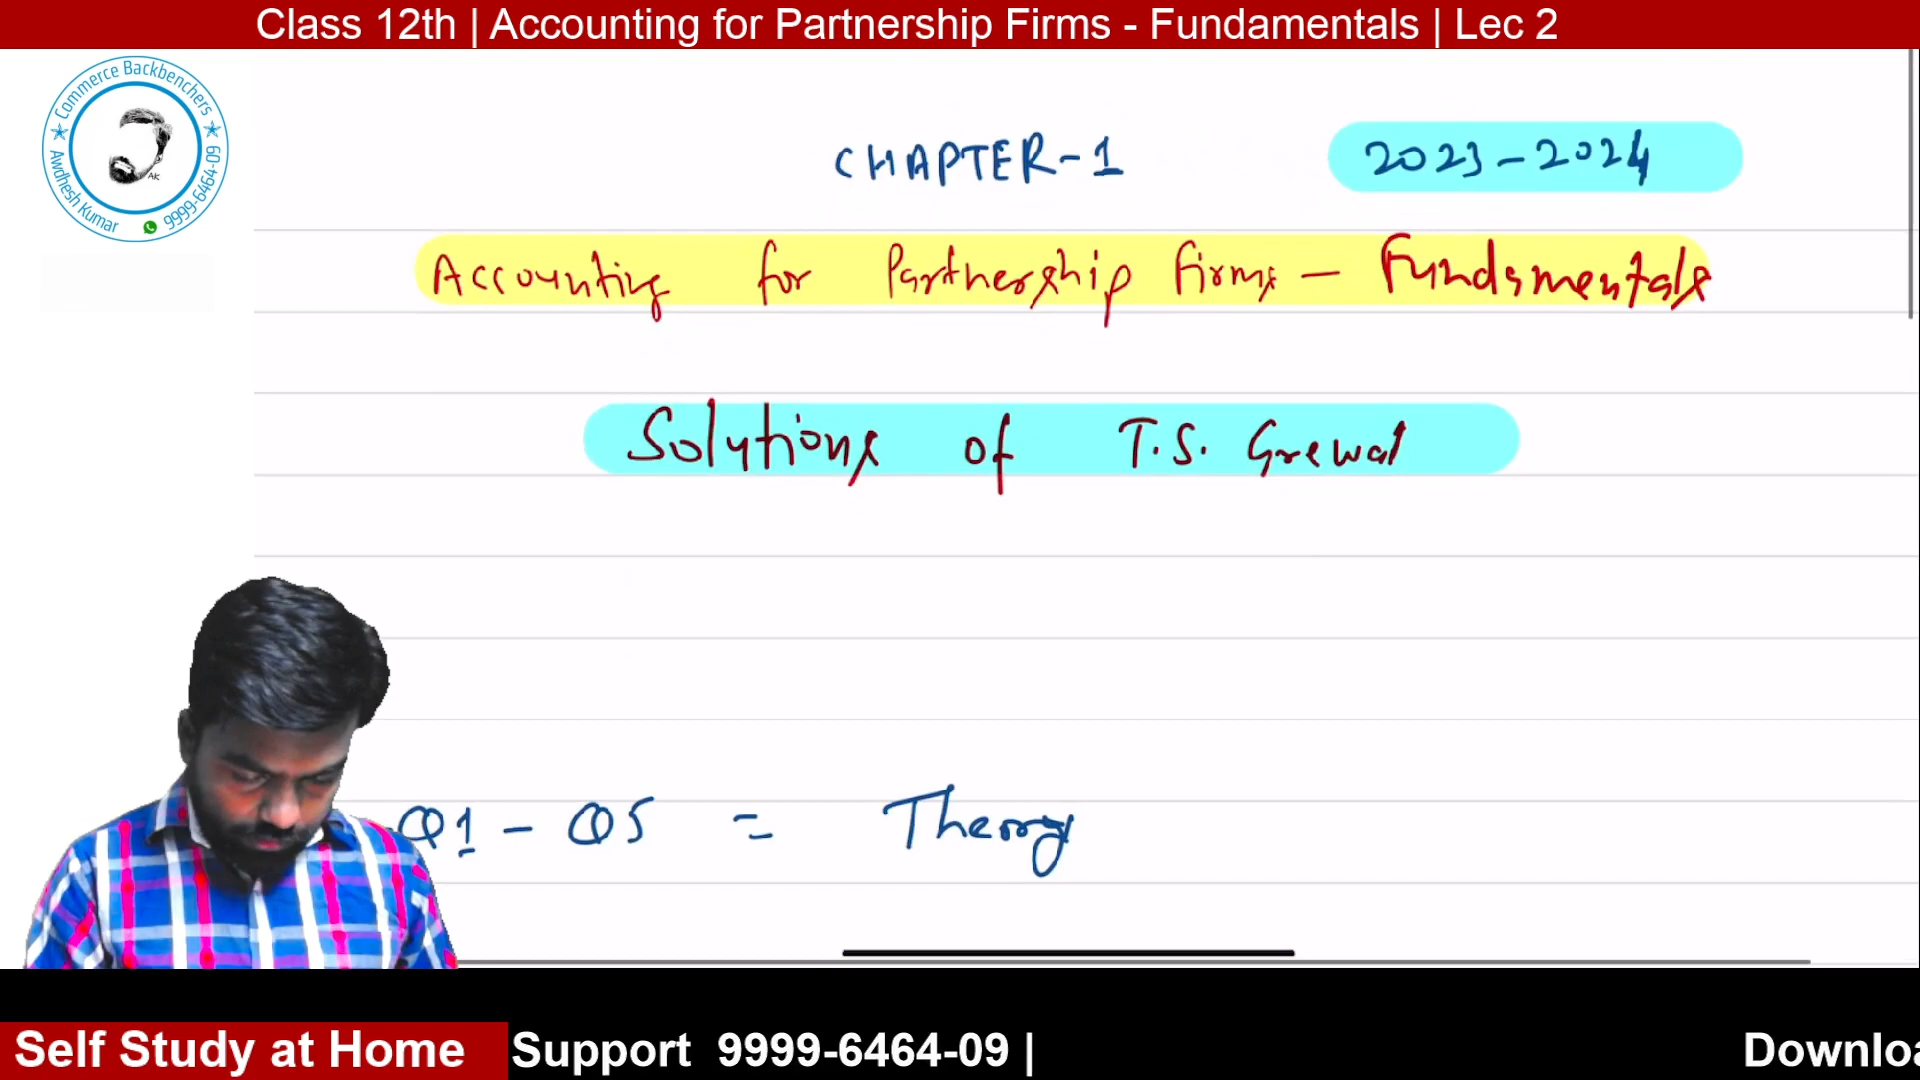 Class 12th | Accounting for Partnership Firms - Fundamentals | Lec 2
Commerce Backbenchers
AK
Awdhesh Kumar 9999-6464-09
CHAPTER-1 2023-2024
Accounting for Partnership Firms - Fundamentals
Solutions of T.S. Grewal
Q1 - Q5 = Theory
Self Study at Home Support 9999-6464-09 | Downloa